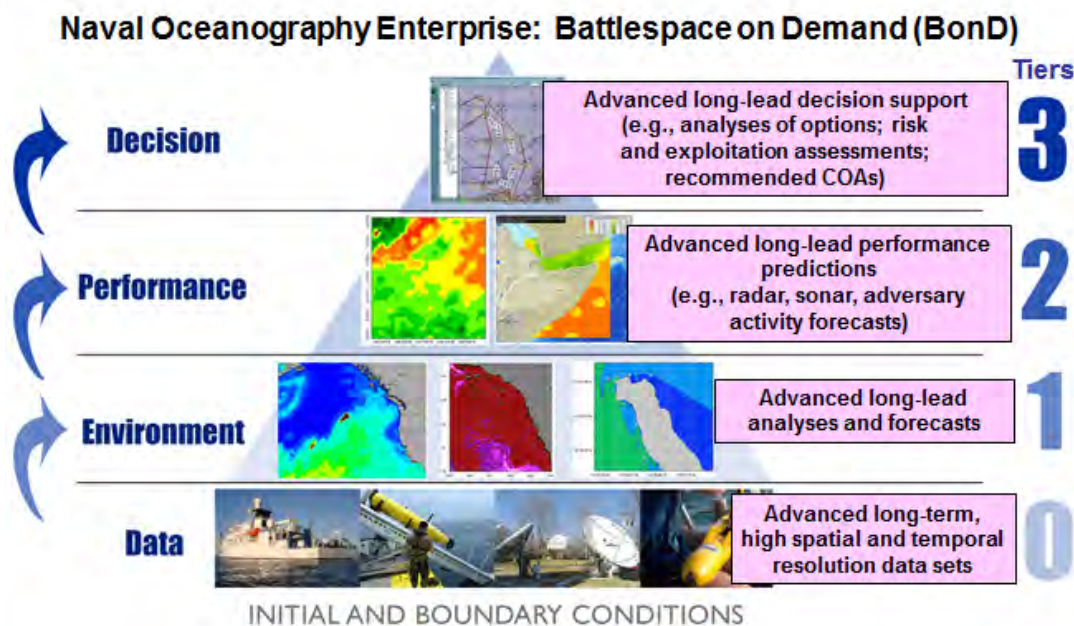 Naval Oceanography Enterprise: Battlespace on Demand (BonD)
Tiers
Decision
Advanced long-lead decision support
(e.g., analyses of options; risk
and exploitation assessments;
recommended COAs)
3
Performance
Advanced long-lead performance
predictions
(e.g., radar, sonar, adversary
activity forecasts)
2
Environment
Advanced long-lead
analyses and forecasts
1
Data
Advanced long-term,
high spatial and temporal
resolution data sets
0
INITIAL AND BOUNDARY CONDITIONS